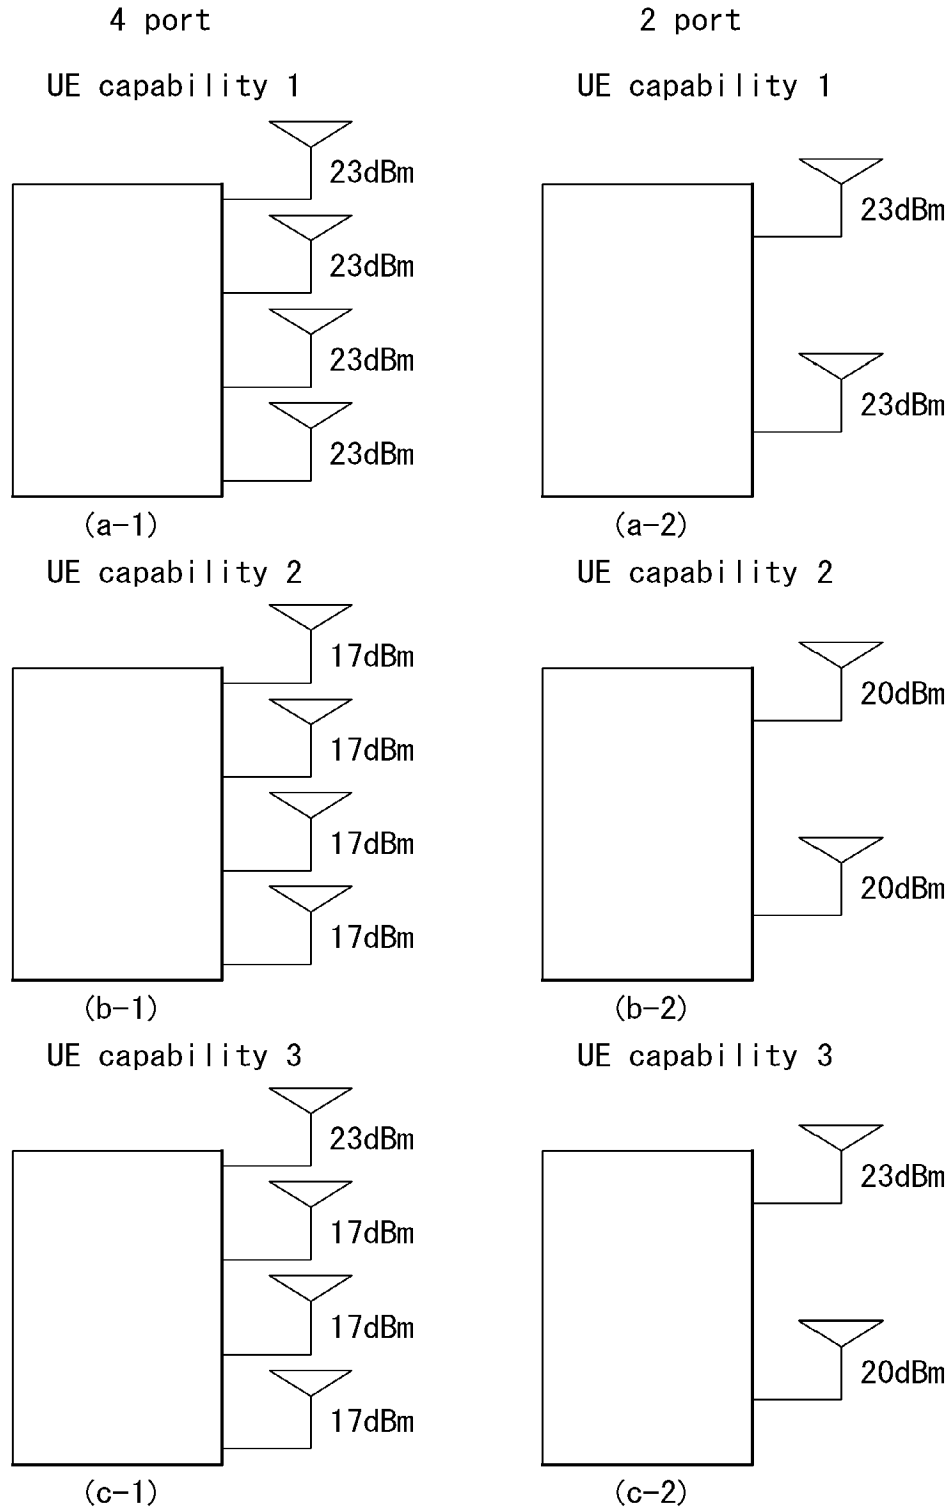 4 port
2 port
UE capability 1
UE capability 1
23dBm
23dBm
23dBm
23dBm
23dBm
23dBm
(a-1)
(a-2)
UE capability 2
UE capability 2
17dBm
20dBm
17dBm
17dBm
20dBm
17dBm
(b-1)
(b-2)
UE capability 3
UE capability 3
23dBm
23dBm
17dBm
17dBm
20dBm
17dBm
(c-1)
(c-2)